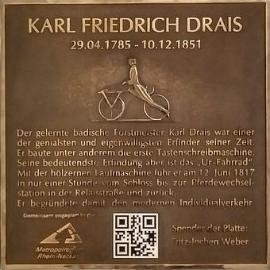 KARL FRIEDRICH DRAIS
29.04.1785 - 10.12.1851
Der gelernte badische Forstmeister Karl Drais war einer
der genialsten und eigenwilligsten Erfinder seiner Zeit.
Er baute unter anderem die erste Tastenschreibmaschine.
Seine bedeutendste Erfindung aber ist das „Ur-Fahrrad".
Mit der hölzernen Laufmaschine fuhr er am 12. Juni 1817
in nur einer Stunde vom Schloss bis zur Pferdewechsel-
station in der Relaisstraße und zurück.
Er begründete damit den modernen Individualverkehr
Gemeinsam engagiert
Metropolregion
Rhein-Neckar
Spender der Platte:
Fritz-Jochen Weber